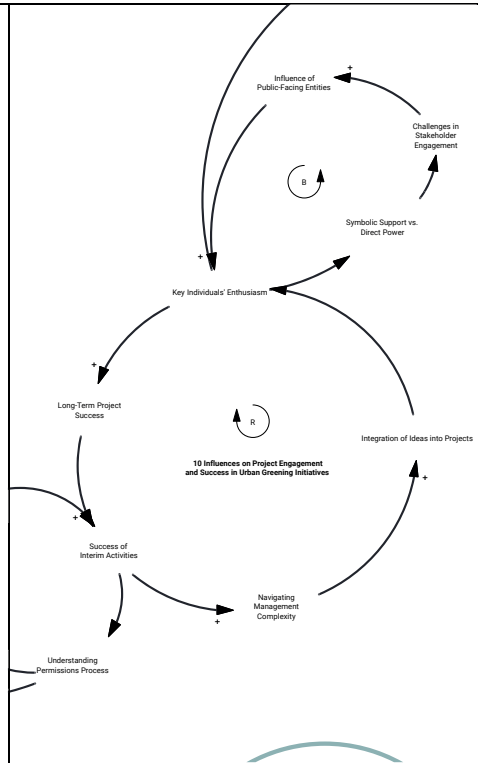 +
Influence of
Public-Facing Entities
Challenges in
Stakeholder
Engagement
B
Symbolic Support vs.
Direct Power
+
Key Individuals' Enthusiasm
+
Long-Term Project
Success
R
Integration of Ideas into Projects
10 Influences on Project Engagement
and Success in Urban Greening Initiatives
+
+
Success of
Interim Activities
Navigating
Management
Complexity
+
Understanding
Permissions Process